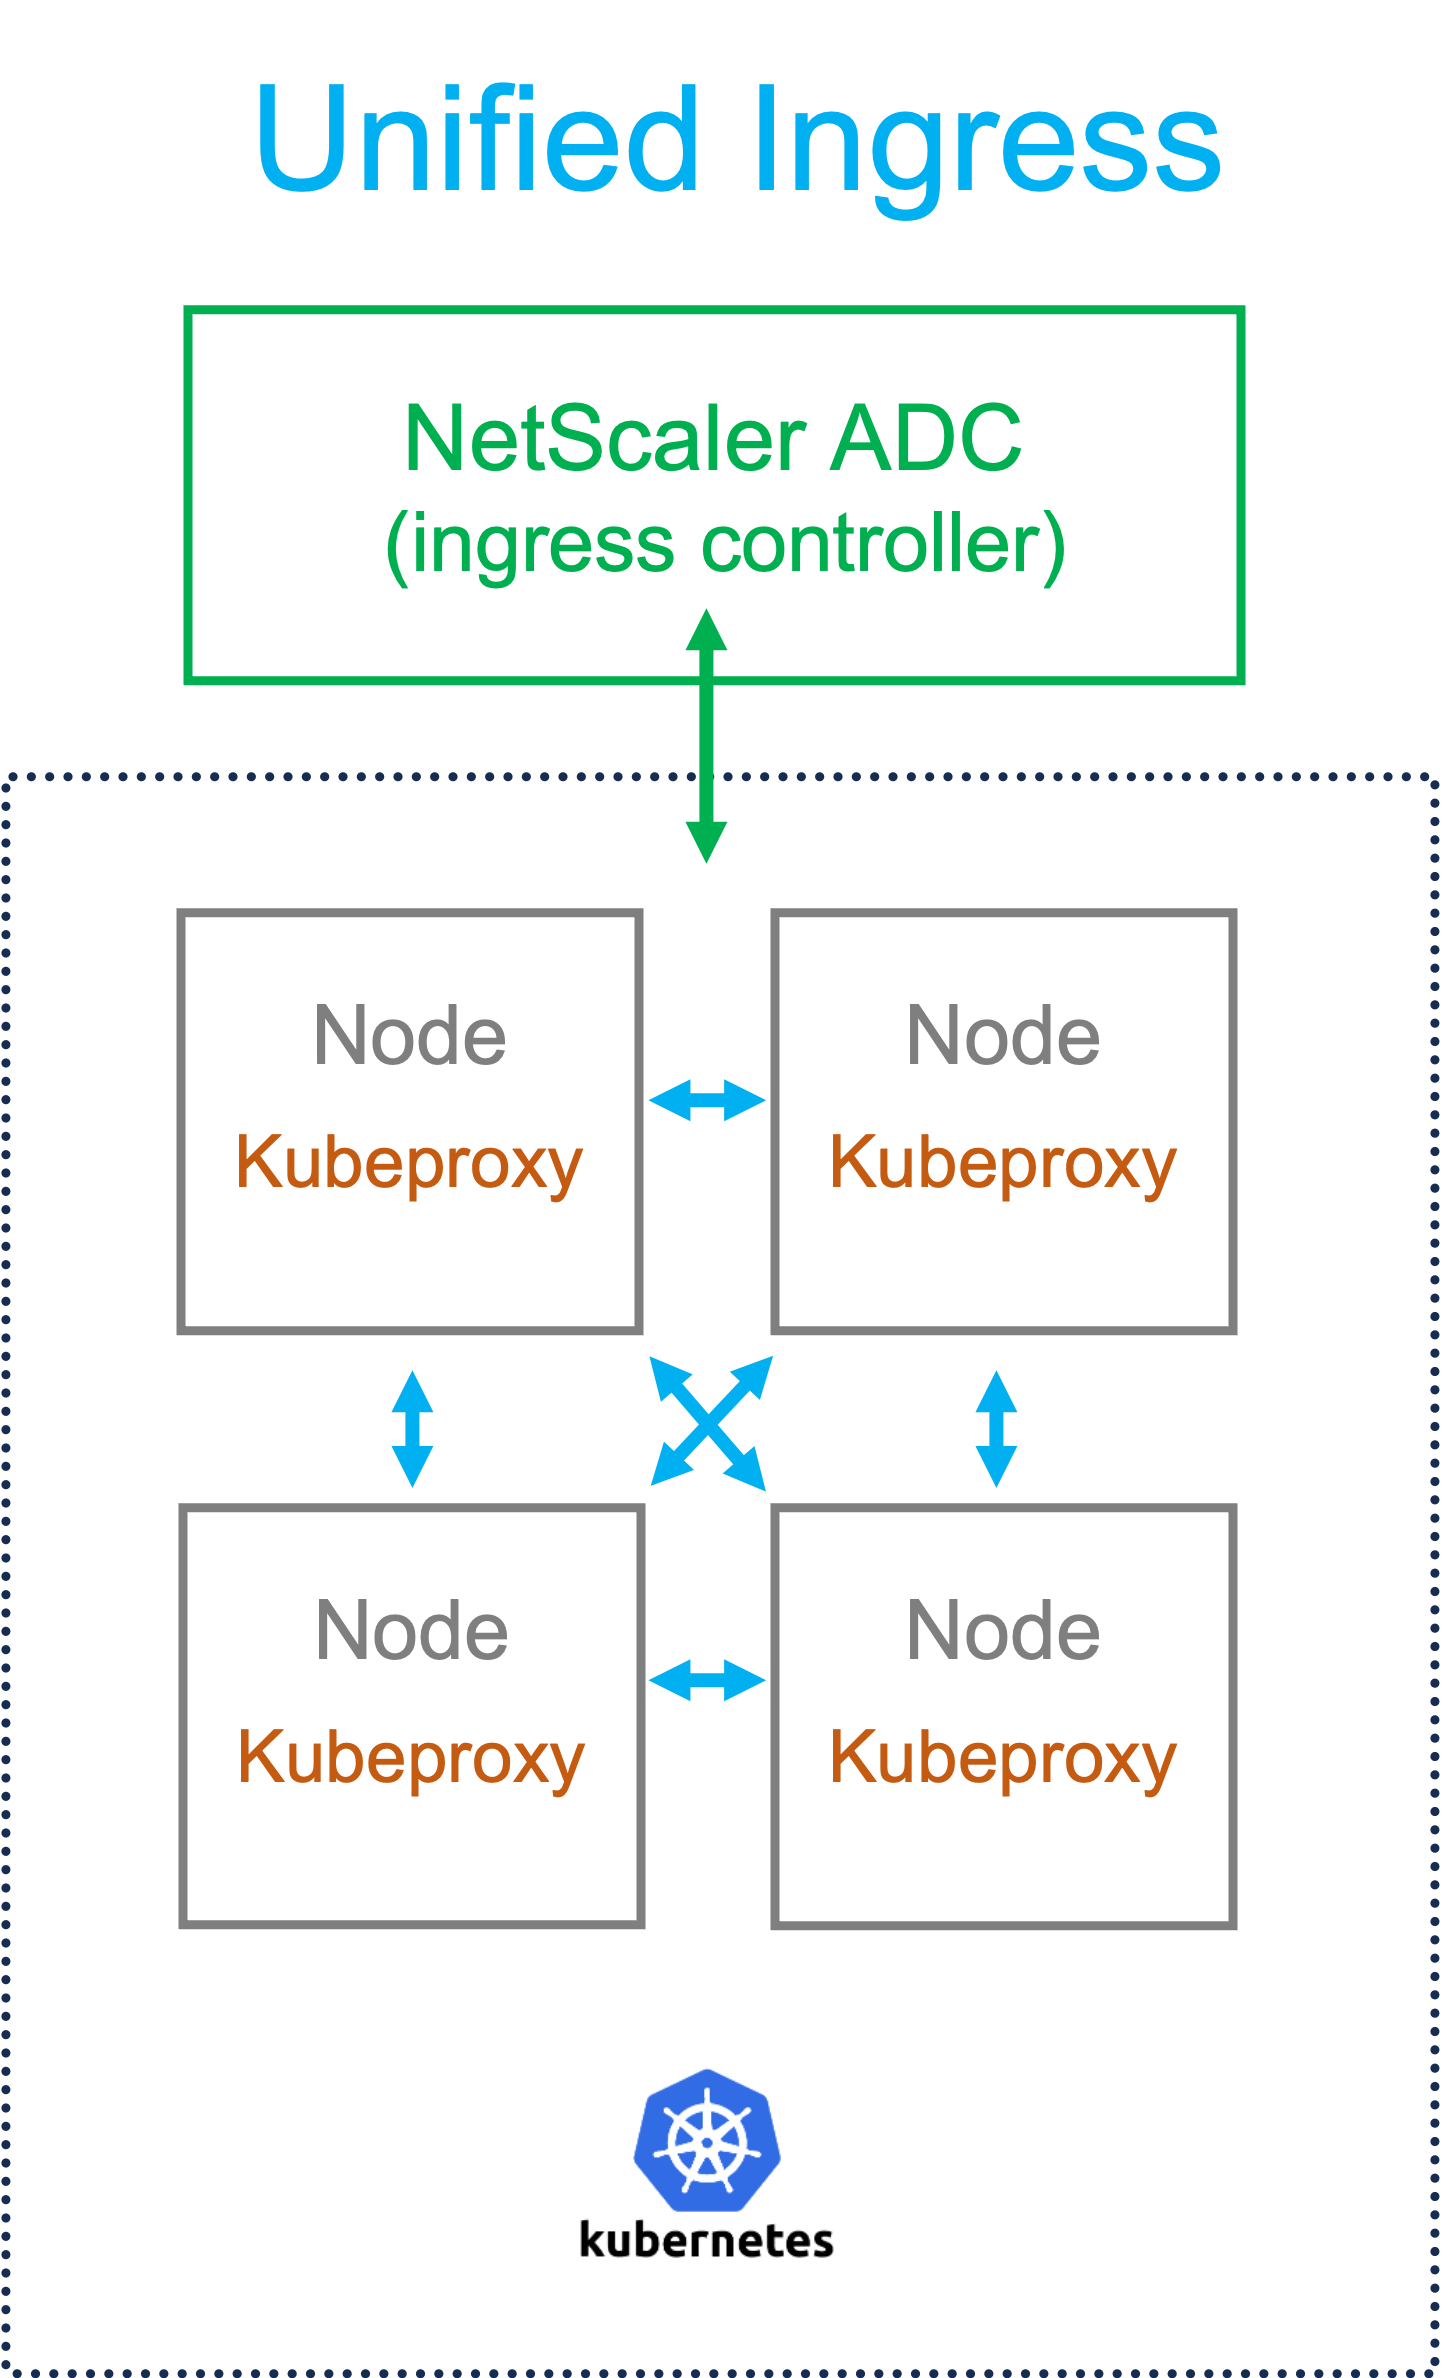 Unified Ingress
NetScaler ADC
(ingress controller)
Node
Kubeproxy
Node
Kubeproxy
Node
Kubeproxy
Node
Kubeproxy
kubernetes